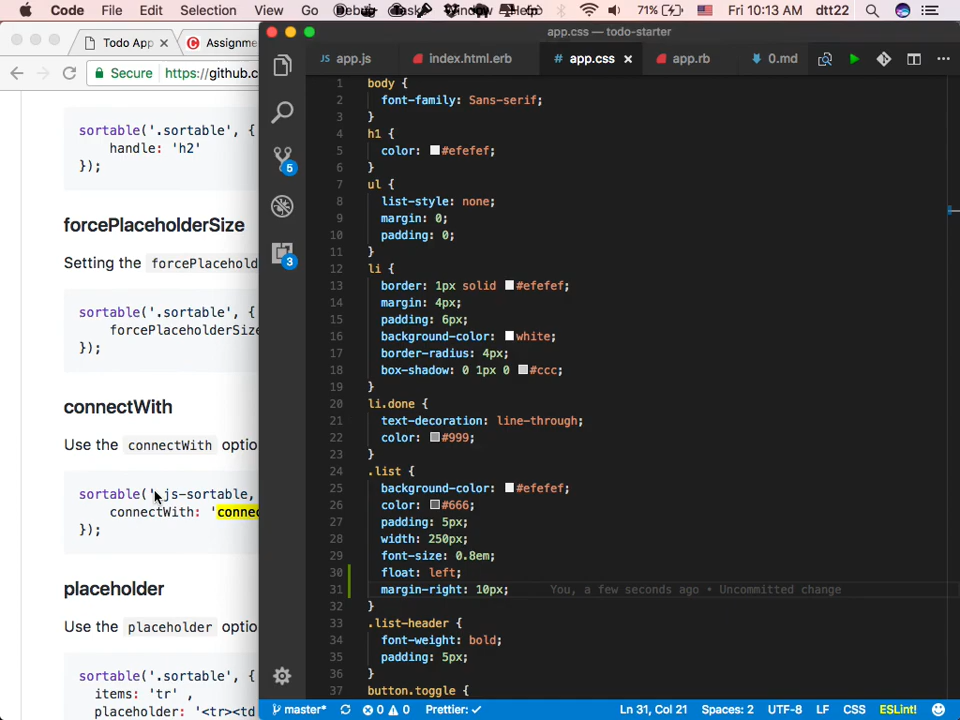 Code File Edit Selection View Go 71% Fri 10:13 AM dtt22
Todo App Assignme
Secure https://github.c
sortable('.sortable', {
handle: 'h2'
});
forcePlaceholderSize
Setting the forcePlacehold
sortable('.sortable', {
forcePlaceholderSize
});
connectWith
Use the connectWith optio
sortable('.js-sortable,
connectWith: 'connec
});
placeholder
Use the placeholder optio
sortable('.sortable', {
items: 'tr' ,
placeholder: '<tr><td
app.css — todo-starter
app.js index.html.erb app.css app.rb 0.md
5
3
1 body {
2 font-family: Sans-serif;
3 }
4 h1 {
5 color: #efefef;
6 }
7 ul {
8 list-style: none;
9 margin: 0;
10 padding: 0;
11 }
12 li {
13 border: 1px solid #efefef;
14 margin: 4px;
15 padding: 6px;
16 background-color: white;
17 border-radius: 4px;
18 box-shadow: 0 1px 0 #ccc;
19 }
20 li.done {
21 text-decoration: line-through;
22 color: #999;
23 }
24 .list {
25 background-color: #efefef;
26 color: #666;
27 padding: 5px;
28 width: 250px;
29 font-size: 0.8em;
30 float: left;
31 margin-right: 10px; You, a few seconds ago • Uncommitted change
32 }
33 .list-header {
34 font-weight: bold;
35 padding: 5px;
36 }
37 button.toggle {
master* 0 0 Prettier: ✓ Ln 31, Col 21 Spaces: 2 UTF-8 LF CSS ESLint!